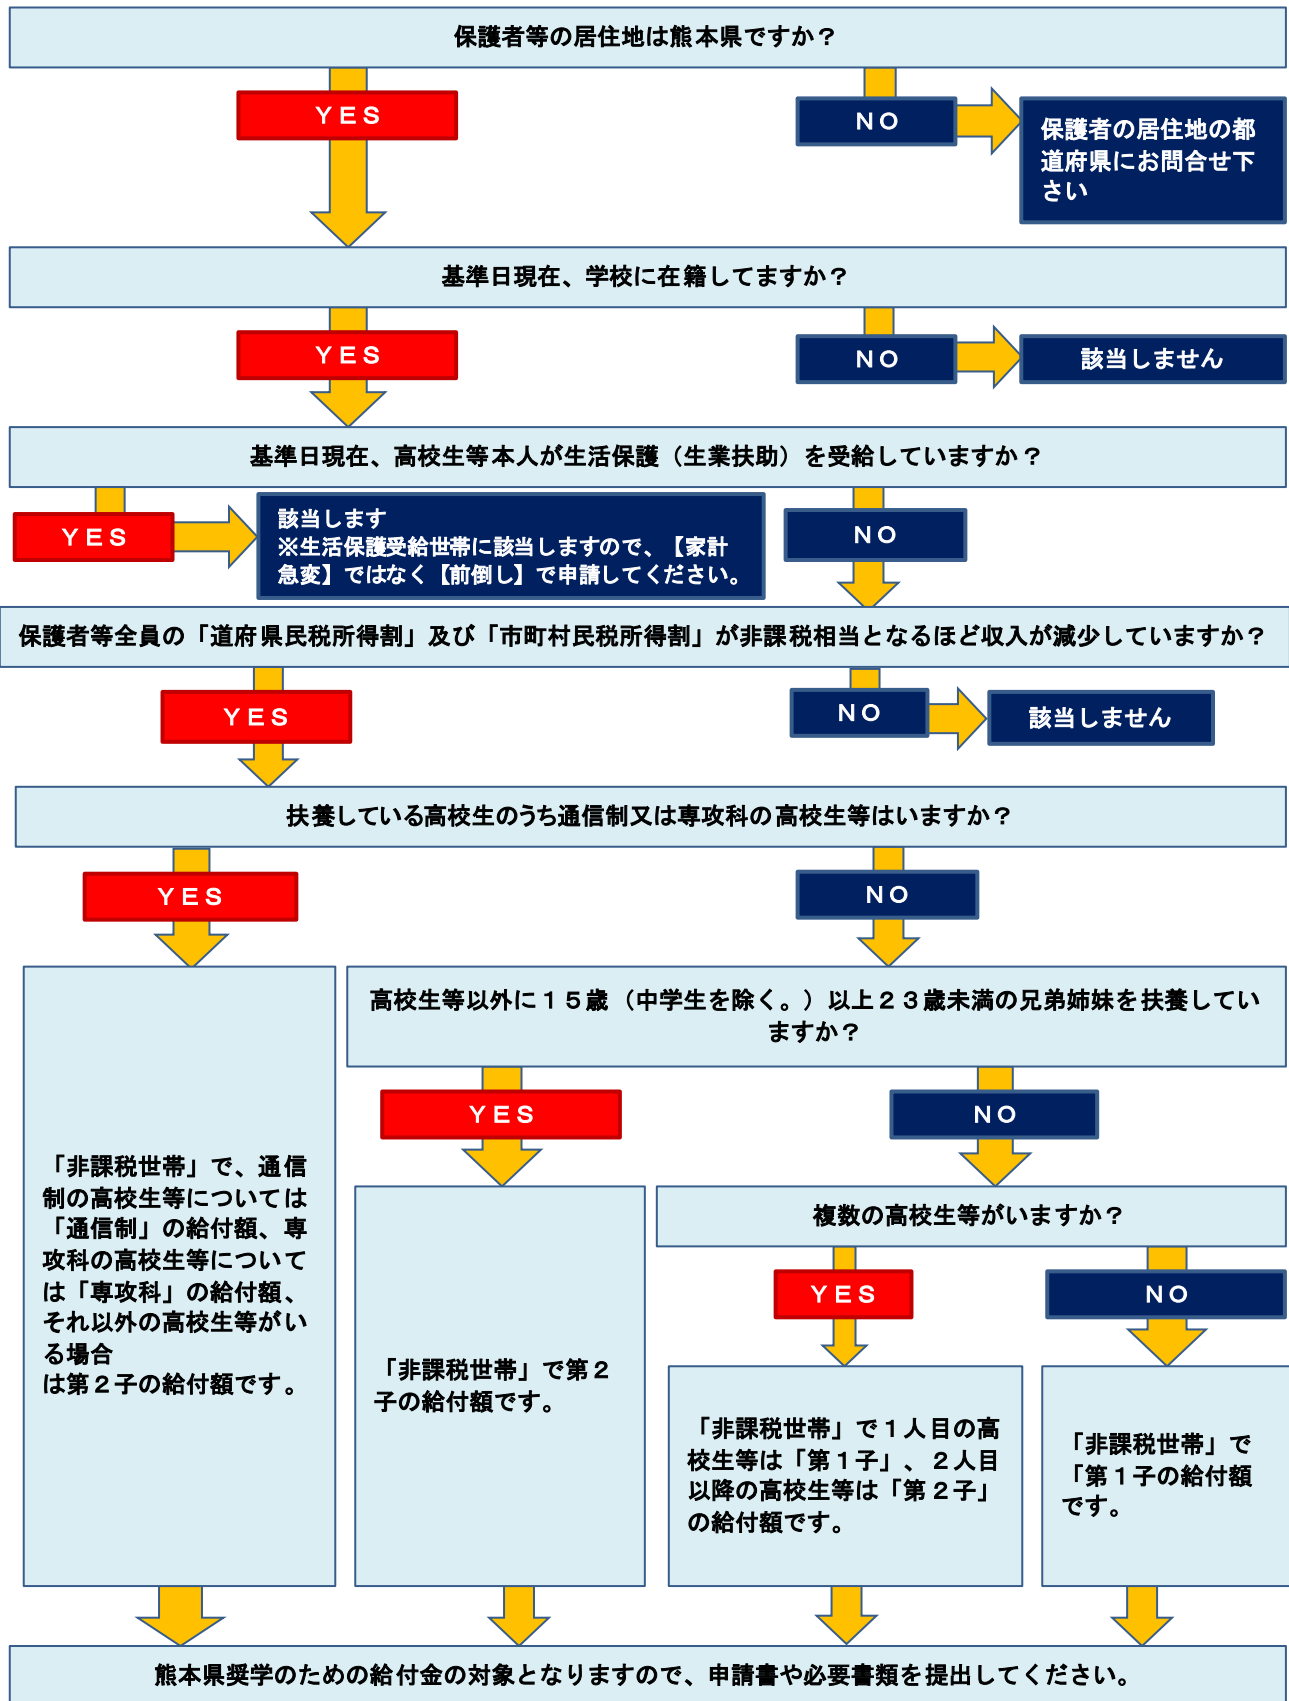 保護者等の居住地は熊本県ですか？
ＹＥＳ
ＮＯ
保護者の居住地の都
道府県にお問合せ下
さい
基準日現在、学校に在籍してますか？
ＹＥＳ
ＮＯ
該当しません
基準日現在、高校生等本人が生活保護（生業扶助）を受給していますか？
ＹＥＳ
該当します
※生活保護受給世帯に該当しますので、【家計
急変】ではなく【前倒し】で申請してください。
ＮＯ
保護者等全員の「道府県民税所得割」及び「市町村民税所得割」が非課税相当となるほど収入が減少していますか？
ＹＥＳ
ＮＯ
該当しません
扶養している高校生のうち通信制又は専攻科の高校生等はいますか？
ＹＥＳ
ＮＯ
高校生等以外に１５歳（中学生を除く。）以上２３歳未満の兄弟姉妹を扶養してい
ますか？
ＹＥＳ
ＮＯ
「非課税世帯」で、通信
制の高校生等については
「通信制」の給付額、専
攻科の高校生等について
は「専攻科」の給付額、
それ以外の高校生等がい
る場合
は第２子の給付額です。
「非課税世帯」で第２
子の給付額です。
複数の高校生等がいますか？
ＹＥＳ
ＮＯ
「非課税世帯」で１人目の高
校生等は「第１子」、２人目
以降の高校生等は「第２子」
の給付額です。
「非課税世帯」で
「第１子の給付額
です。
熊本県奨学のための給付金の対象となりますので、申請書や必要書類を提出してください。